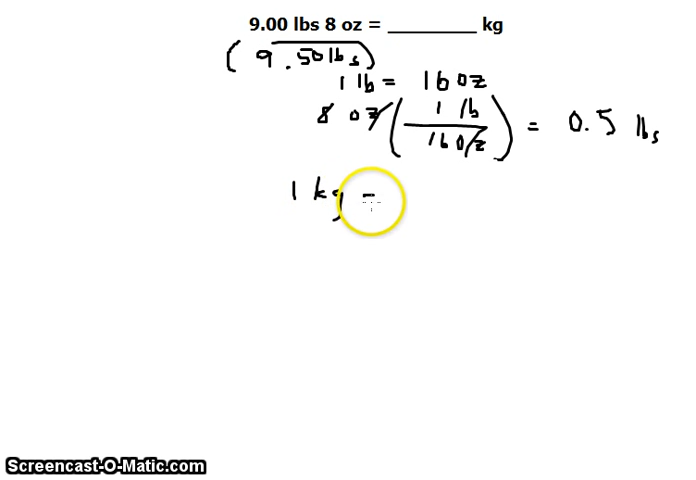 9.00 lbs 8 oz = __________ kg
( 9.50 lbs )
1 lb = 16 oz
8 oz ( 1 lb / 16 oz ) = 0.5 lbs
1 kg =
Screencast-O-Matic.com